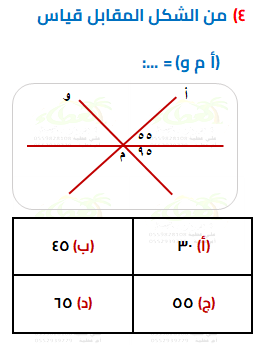 ٤) من الشكل المقابل قياس
(أ م و) = ...:
و
أ
٥٥
٩٥
م
(أ) ٣٠
(ب) ٤٥
(ج) ٥٥
(د) ٦٥